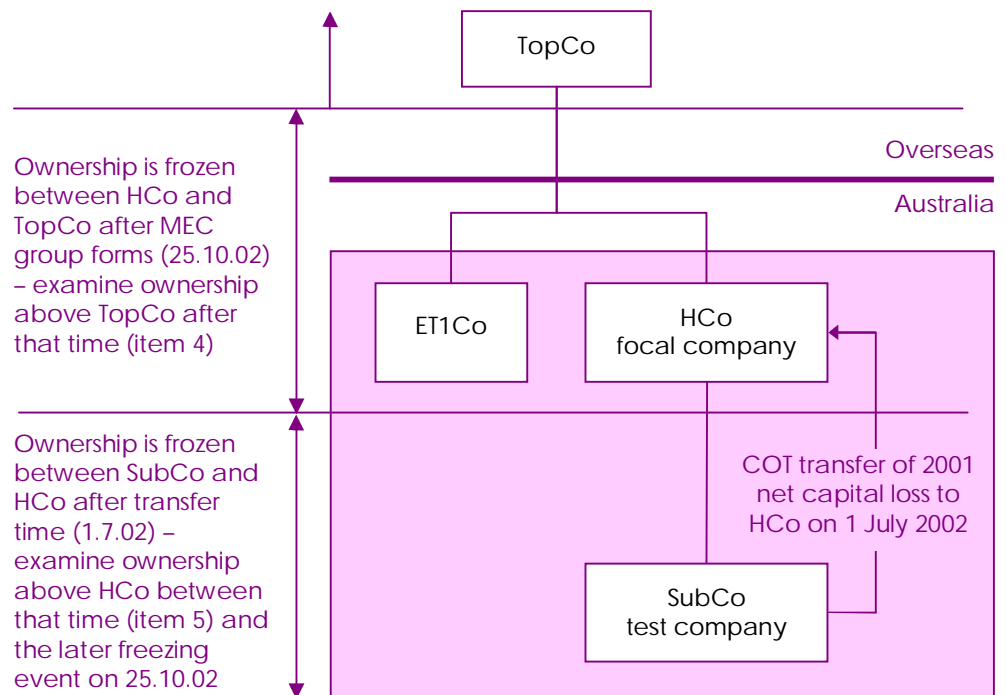 TopCo
Overseas
Australia
Ownership is frozen
between HCo and
TopCo after MEC
group forms (25.10.02)
– examine ownership
above TopCo after
that time (item 4)
ET1Co
HCo
focal company
Ownership is frozen
between SubCo and
HCo after transfer
time (1.7.02) –
examine ownership
above HCo between
that time (item 5) and
the later freezing
event on 25.10.02
COT transfer of 2001
net capital loss to
HCo on 1 July 2002
SubCo
test company